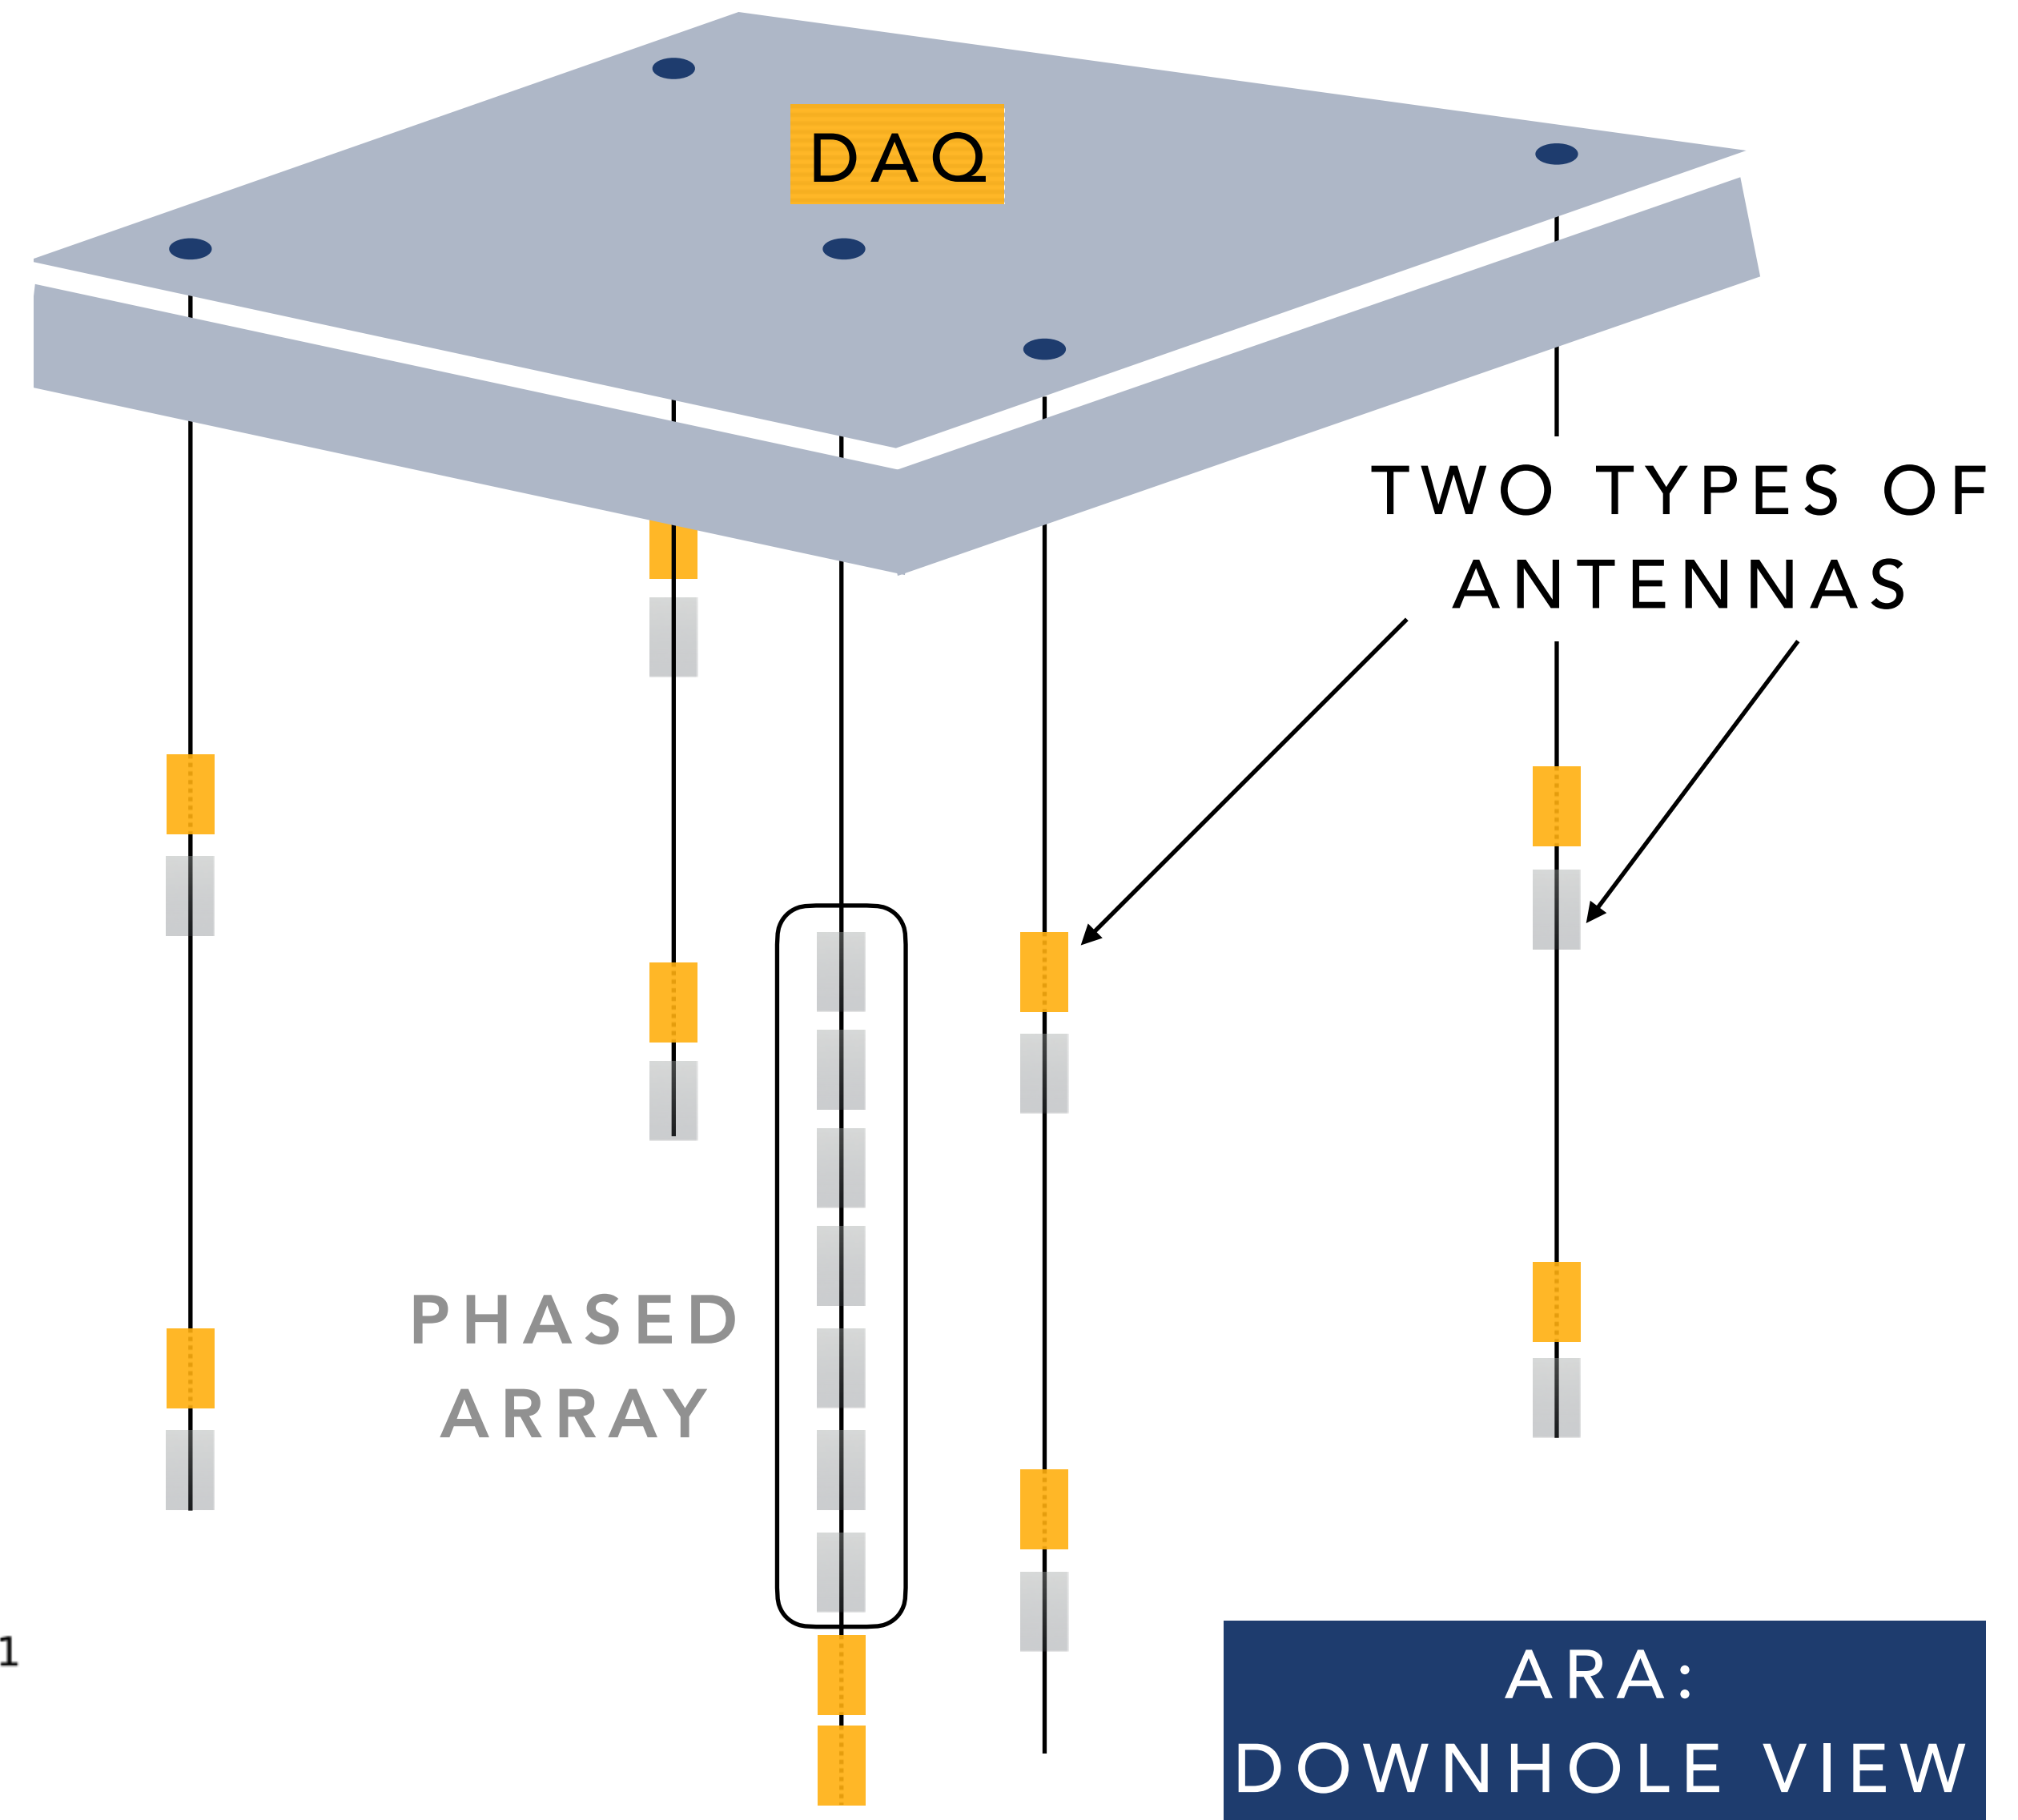 DAQ
TWO TYPES OF
ANTENNAS
PHASED
ARRAY
1
ARA:
DOWNHOLE VIEW